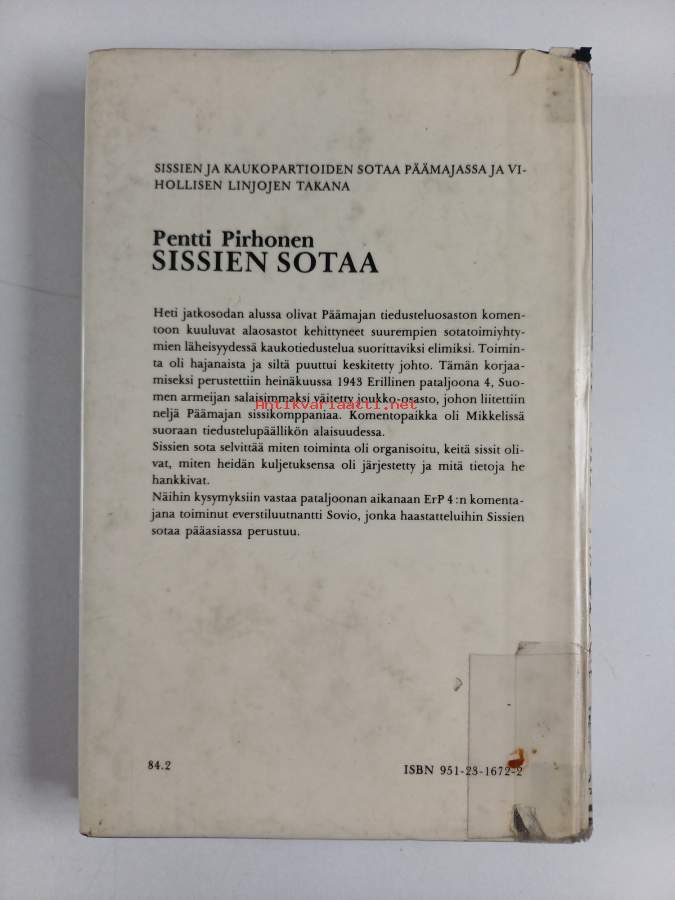 SISSIEN JA KAUKOPARTIOIDEN SOTAA PÄÄMAJASSA JA VI-
HOLLISEN LINJOJEN TAKANA
Pentti Pirhonen
SISSIEN SOTAA
Heti jatkosodan alussa olivat Päämajan tiedusteluosaston komen-
toon kuuluvat alaosastot kehittyneet suurempien sotatoimiyhty-
mien läheisyydessä kaukotiedustelua suorittaviksi elimiksi. Toimin-
ta oli hajanaista ja siltä puuttui keskitetty johto. Tämän korjaa-
miseksi perustettiin heinäkuussa 1943 Erillinen pataljoona 4, Suo-
men armeijan salaisimmaksi väitetty joukko-osasto, johon liitettiin
Antikvariaatti.net
neljä Päämajan sissikomppaniaa. Komentopaikka oli Mikkelissä
suoraan tiedustelupäällikön alaisuudessa.
Sissien sota selvittää miten toiminta oli organisoitu, keitä sissit oli-
vat, miten heidän kuljetuksensa oli järjestetty ja mitä tietoja he
hankkivat.
Näihin kysymyksiin vastaa pataljoonan aikanaan ErP 4:n komenta-
jana toiminut everstiluutnantti Sovio, jonka haastatteluihin Sissien
sotaa pääasiassa perustuu.
84.2
ISBN 951-23-1672-2